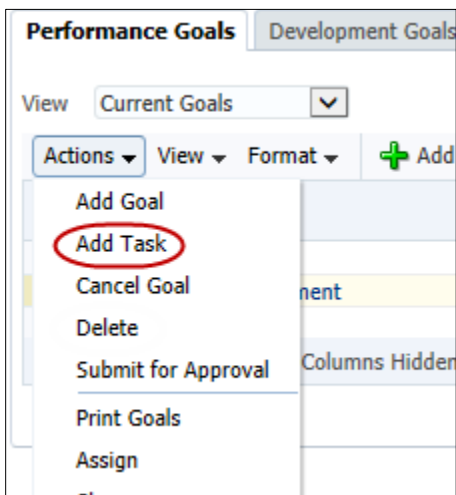 Performance Goals Development Goals
View Current Goals
Actions View Format Add
Add Goal
Add Task
Cancel Goal
Delete
Submit for Approval Columns Hidden
Print Goals
Assign